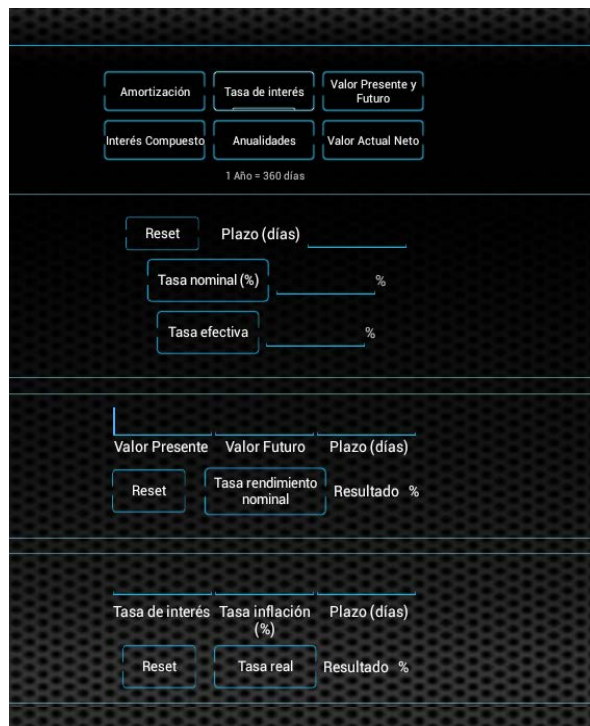 Amortización
Tasa de interés
Valor Presente y
Futuro
Interés Compuesto
Anualidades
Valor Actual Neto
1 Año = 360 días
Reset
Plazo (días)
Tasa nominal (%)
%
Tasa efectiva
%
Valor Presente
Valor Futuro
Plazo (días)
Reset
Tasa rendimiento
nominal
Resultado %
Tasa de interés
Tasa inflación
(%)
Plazo (días)
Reset
Tasa real
Resultado %